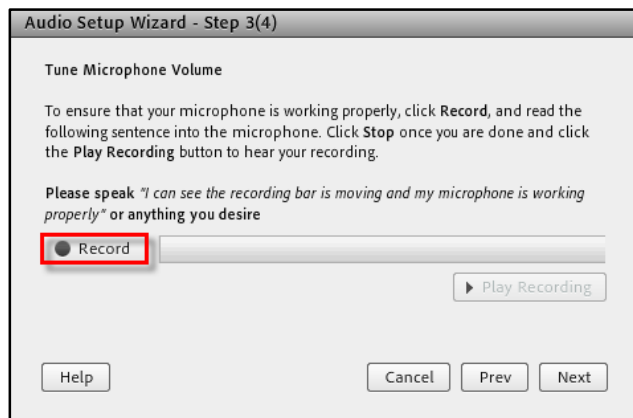 Audio Setup Wizard - Step 3(4)
Tune Microphone Volume
To ensure that your microphone is working properly, click Record, and read the
following sentence into the microphone. Click Stop once you are done and click
the Play Recording button to hear your recording.
Please speak "I can see the recording bar is moving and my microphone is working
properly" or anything you desire
Record
Play Recording
Help Cancel Prev Next